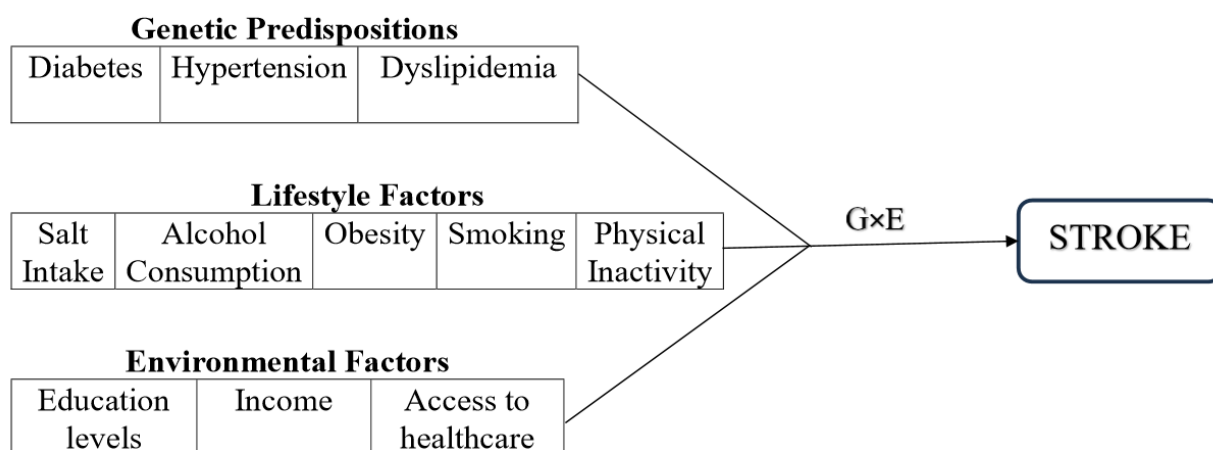 Genetic Predispositions
Diabetes Hypertension Dyslipidemia
Lifestyle Factors
Salt Alcohol Obesity Smoking Physical
Intake Consumption Inactivity
G×E
STROKE
Environmental Factors
Education Income Access to
levels healthcare